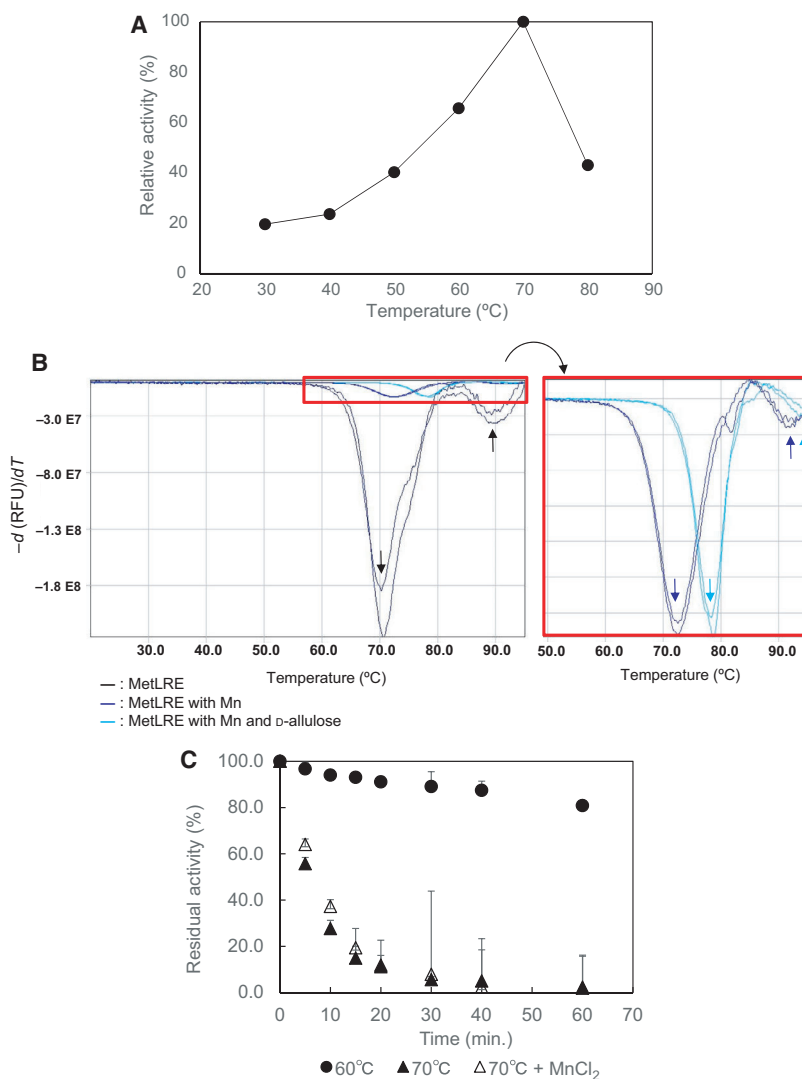 A
Relative activity (%)
100
80
60
40
20
0
20 30 40 50 60 70 80 90
Temperature (ºC)
B
–d (RFU)/dT
–3.0 E7
–8.0 E7
–1.3 E8
–1.8 E8
30.0 40.0 50.0 60.0 70.0 80.0 90.0
Temperature (ºC)
50.0 60.0 70.0 80.0 90.0
Temperature (ºC)
— : MetLRE
— : MetLRE with Mn
— : MetLRE with Mn and D-allulose
C
Residual activity (%)
100.0
80.0
60.0
40.0
20.0
0.0
0 10 20 30 40 50 60 70
Time (min.)
●60°C ▲70°C △70°C + MnCl₂